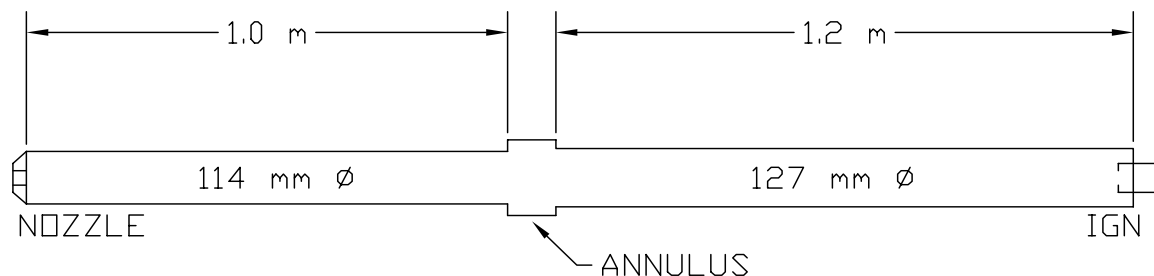 1.0 m
1.2 m
114 mm Ø
127 mm Ø
NOZZLE
IGN
ANNULUS